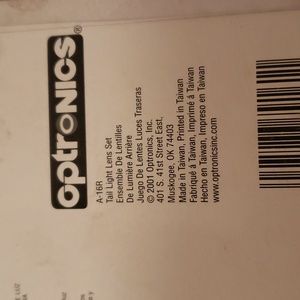 optronics
A-16R
Tail Light Lens Set
Ensemble De Lentilles
De Lumière Arrière
Juego De Lentes Luces Traseras
© 2001 Optronics, Inc.
401 S. 41st Street East,
Muskogee, OK 74403
Made in Taiwan, Printed in Taiwan
Fabriqué á Taiwan, Imprimé á Taiwan
Hecho en Taiwan, Impreso en Taiwan
www.optronicsinc.com